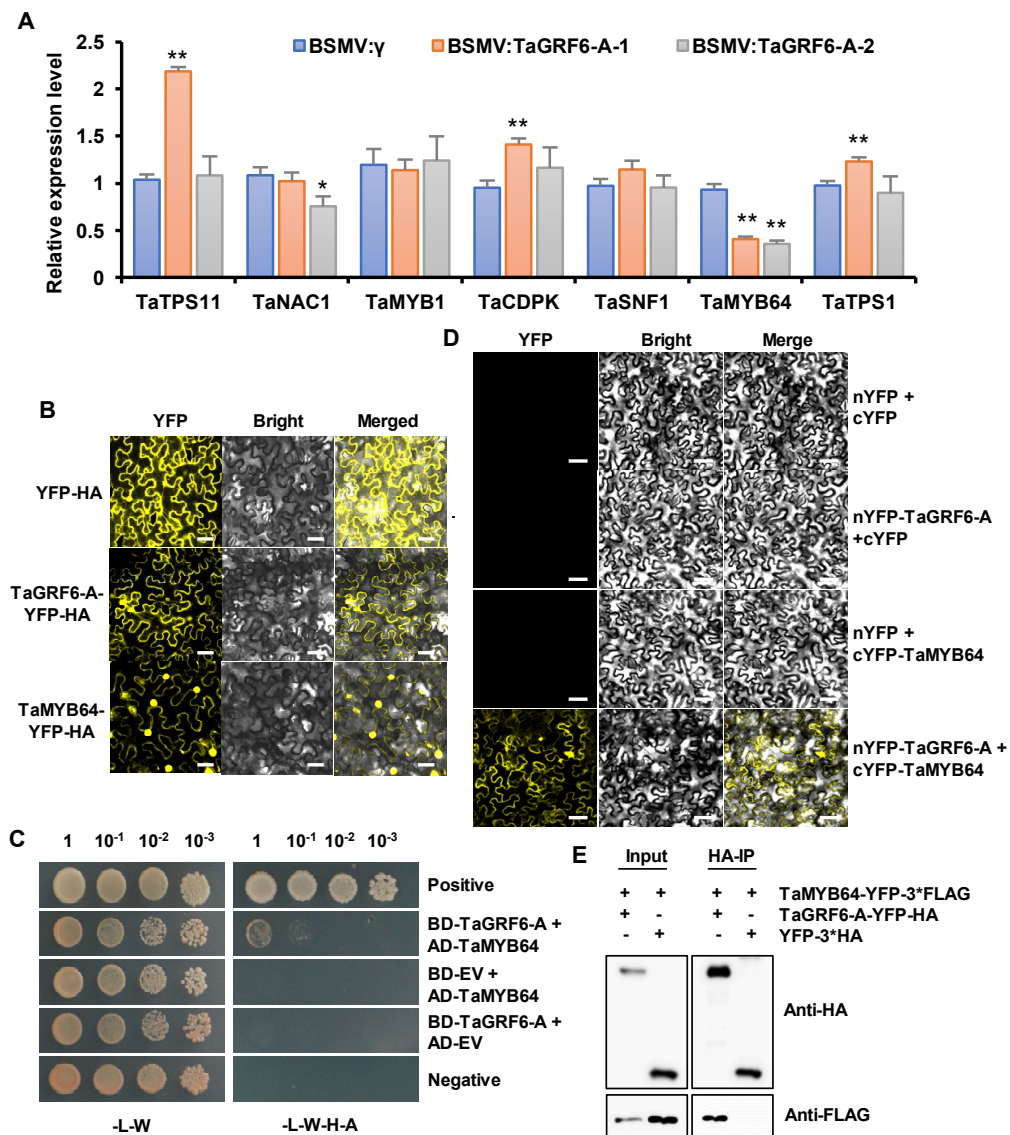 A
BSMV:γ BSMV:TaGRF6-A-1 BSMV:TaGRF6-A-2
Relative expression level
2.5
2
1.5
1
0.5
0
** * ** ** ** **
TaTPS11 TaNAC1 TaMYB1 TaCDPK TaSNF1 TaMYB64 TaTPS1
B
YFP Bright Merged
YFP-HA
TaGRF6-A-
YFP-HA
TaMYB64-
YFP-HA
D
YFP Bright Merge
nYFP +
cYFP
nYFP-TaGRF6-A
+cYFP
nYFP +
cYFP-TaMYB64
nYFP-TaGRF6-A +
cYFP-TaMYB64
C
1 10⁻¹ 10⁻² 10⁻³ 1 10⁻¹ 10⁻² 10⁻³
Positive
BD-TaGRF6-A +
AD-TaMYB64
BD-EV +
AD-TaMYB64
BD-TaGRF6-A +
AD-EV
Negative
-L-W -L-W-H-A
E
Input HA-IP
+ + + + TaMYB64-YFP-3*FLAG
+ - + - TaGRF6-A-YFP-HA
- + - + YFP-3*HA
Anti-HA
Anti-FLAG